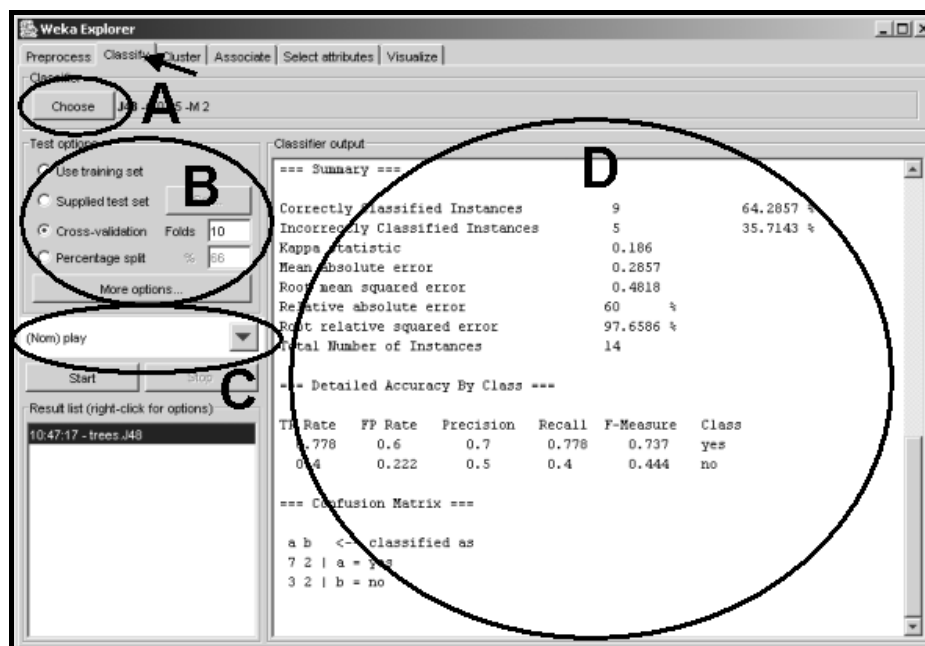 Weka Explorer
Preprocess Classify Cluster Associate Select attributes Visualize
Classifier
A
Choose J48 -M 2
Test options
B
Use training set
Supplied test set
Cross-validation Folds 10
Percentage split % 66
More options...
(Nom) play
Start Stop
C
Result list (right-click for options)
10:47:17 - trees.J48
Classifier output
D
=== Summary ===
Correctly Classified Instances 9 64.2857 %
Incorrectly Classified Instances 5 35.7143 %
Kappa statistic 0.186
Mean absolute error 0.2857
Root mean squared error 0.4818
Relative absolute error 60 %
Root relative squared error 97.6586 %
Total Number of Instances 14
=== Detailed Accuracy By Class ===
TP Rate FP Rate Precision Recall F-Measure Class
0.778 0.6 0.7 0.778 0.737 yes
0.4 0.222 0.5 0.4 0.444 no
=== Confusion Matrix ===
a b <-- classified as
7 2 | a = yes
3 2 | b = no